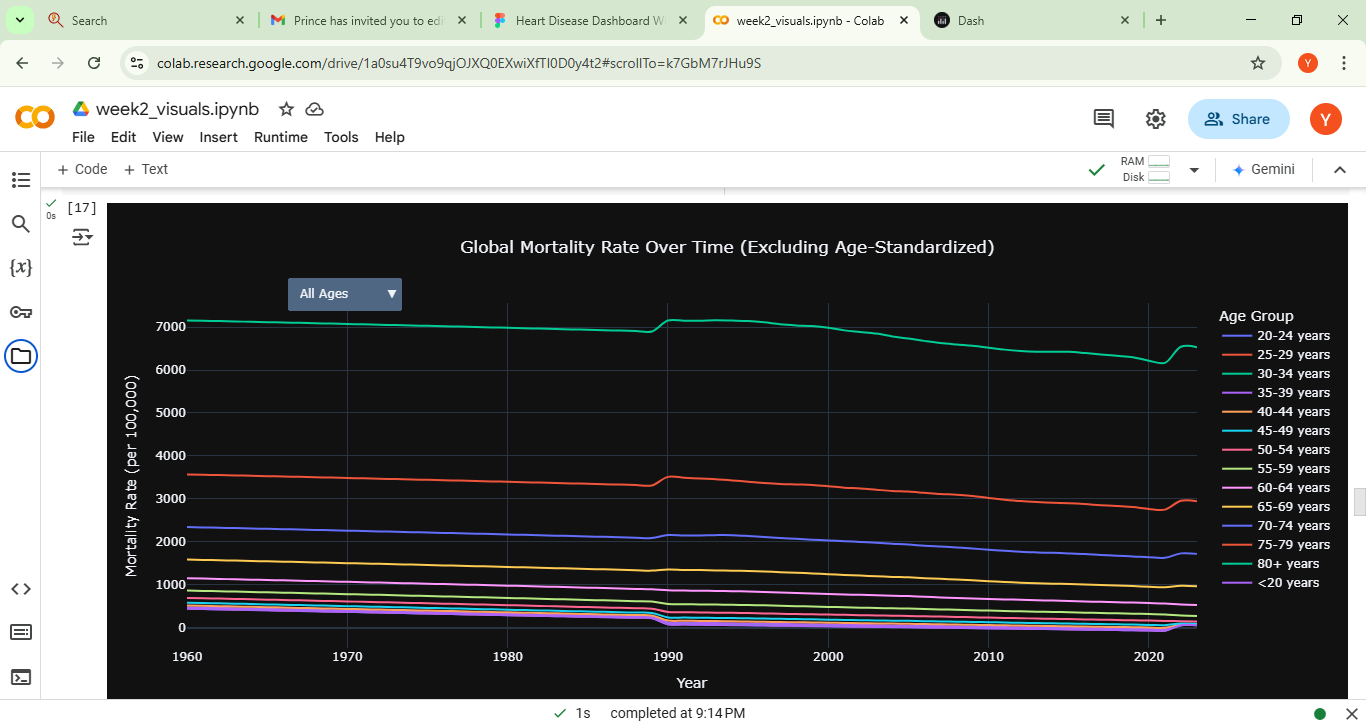 Search
Prince has invited you to edi
Heart Disease Dashboard W
week2_visuals.ipynb - Colab
Dash
colab.research.google.com/drive/1a0su4T9vo9qjOJXQ0EXwiXfTI0D0y4t2#scrollTo=k7GbM7rJHu9S
Y
week2_visuals.ipynb
File Edit View Insert Runtime Tools Help
Share
Y
+ Code + Text
RAM
Disk
Gemini
0s
[17]
{x}
Global Mortality Rate Over Time (Excluding Age-Standardized)
All Ages
Mortality Rate (per 100,000)
7000
6000
5000
4000
3000
2000
1000
0
1960 1970 1980 1990 2000 2010 2020
Year
Age Group
20-24 years
25-29 years
30-34 years
35-39 years
40-44 years
45-49 years
50-54 years
55-59 years
60-64 years
65-69 years
70-74 years
75-79 years
80+ years
<20 years
1s completed at 9:14 PM